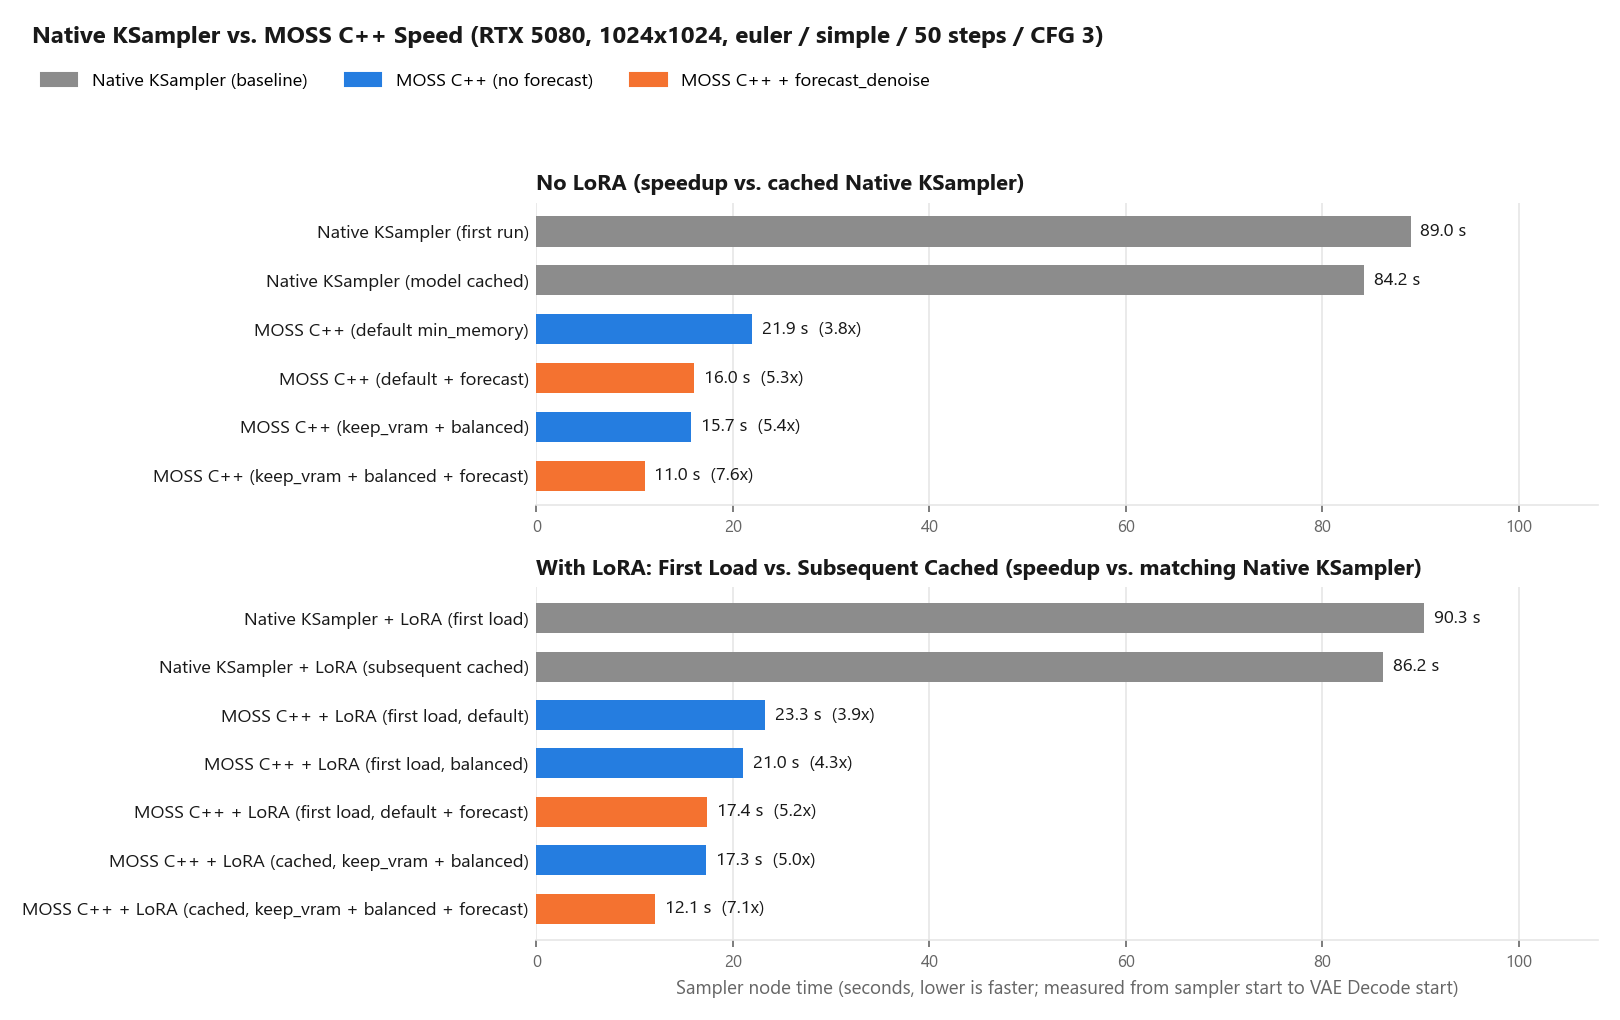 Native KSampler vs. MOSS C++ Speed (RTX 5080, 1024x1024, euler / simple / 50 steps / CFG 3)
Native KSampler (baseline) MOSS C++ (no forecast) MOSS C++ + forecast_denoise
No LoRA (speedup vs. cached Native KSampler)
Native KSampler (first run) 89.0 s
Native KSampler (model cached) 84.2 s
MOSS C++ (default min_memory) 21.9 s (3.8x)
MOSS C++ (default + forecast) 16.0 s (5.3x)
MOSS C++ (keep_vram + balanced) 15.7 s (5.4x)
MOSS C++ (keep_vram + balanced + forecast) 11.0 s (7.6x)
0 20 40 60 80 100
With LoRA: First Load vs. Subsequent Cached (speedup vs. matching Native KSampler)
Native KSampler + LoRA (first load) 90.3 s
Native KSampler + LoRA (subsequent cached) 86.2 s
MOSS C++ + LoRA (first load, default) 23.3 s (3.9x)
MOSS C++ + LoRA (first load, balanced) 21.0 s (4.3x)
MOSS C++ + LoRA (first load, default + forecast) 17.4 s (5.2x)
MOSS C++ + LoRA (cached, keep_vram + balanced) 17.3 s (5.0x)
MOSS C++ + LoRA (cached, keep_vram + balanced + forecast) 12.1 s (7.1x)
0 20 40 60 80 100
Sampler node time (seconds, lower is faster; measured from sampler start to VAE Decode start)